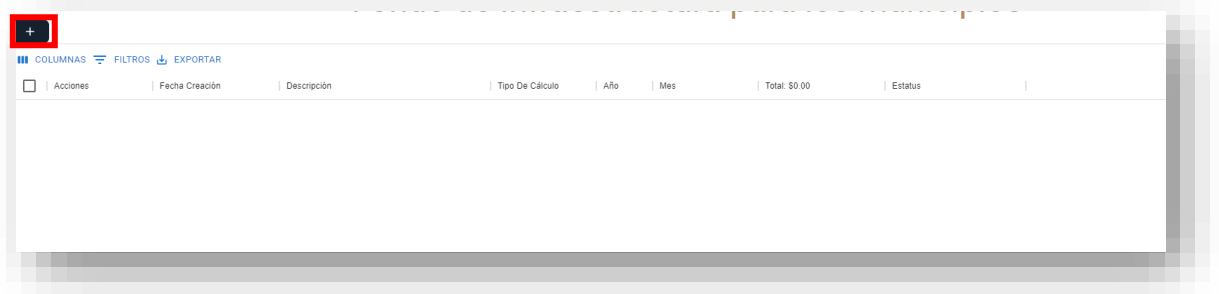 +
COLUMNAS FILTROS EXPORTAR
Acciones Fecha Creación Descripción Tipo De Cálculo Año Mes Total: $0.00 Estatus